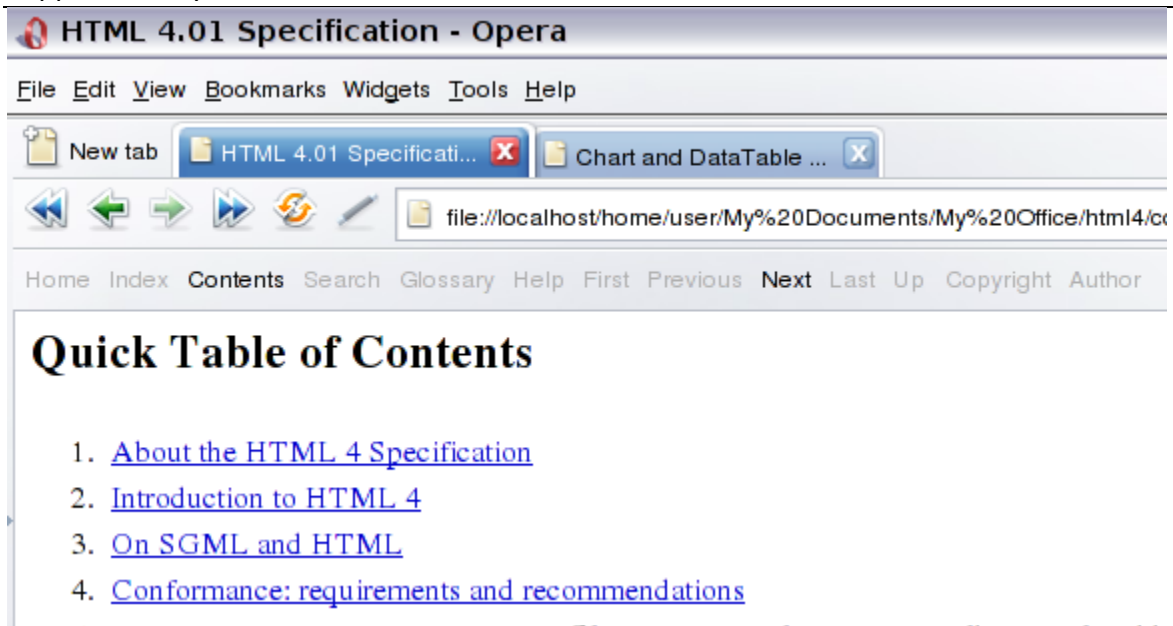 HTML 4.01 Specification - Opera
File Edit View Bookmarks Widgets Tools Help
New tab HTML 4.01 Specificati... Chart and DataTable ...
file://localhost/home/user/My%20Documents/My%20Office/html4/co
Home Index Contents Search Glossary Help First Previous Next Last Up Copyright Author
Quick Table of Contents
1. About the HTML 4 Specification
2. Introduction to HTML 4
3. On SGML and HTML
4. Conformance: requirements and recommendations